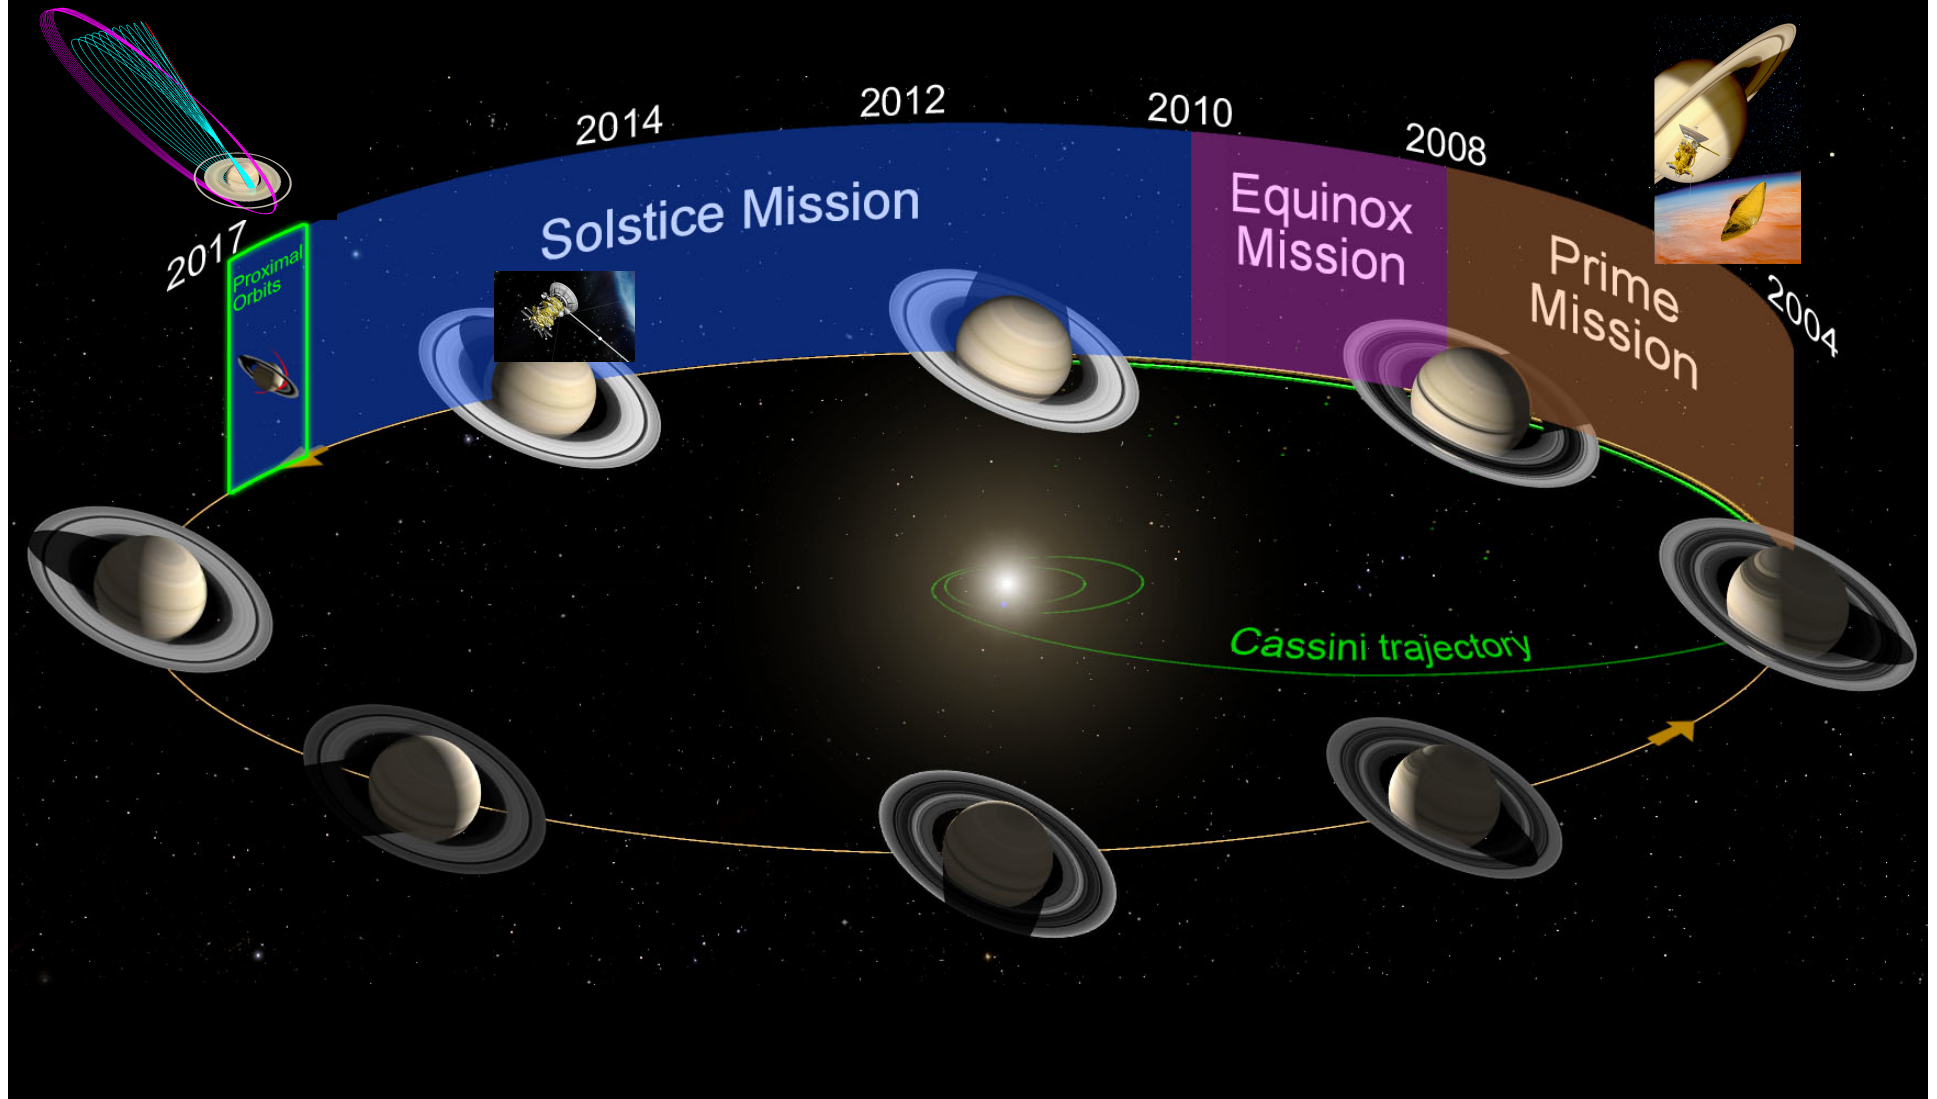 2014
2012
2010
2008
2017
2004
Solstice Mission
Equinox
Mission
Prime
Mission
Proximal
Orbits
Cassini trajectory